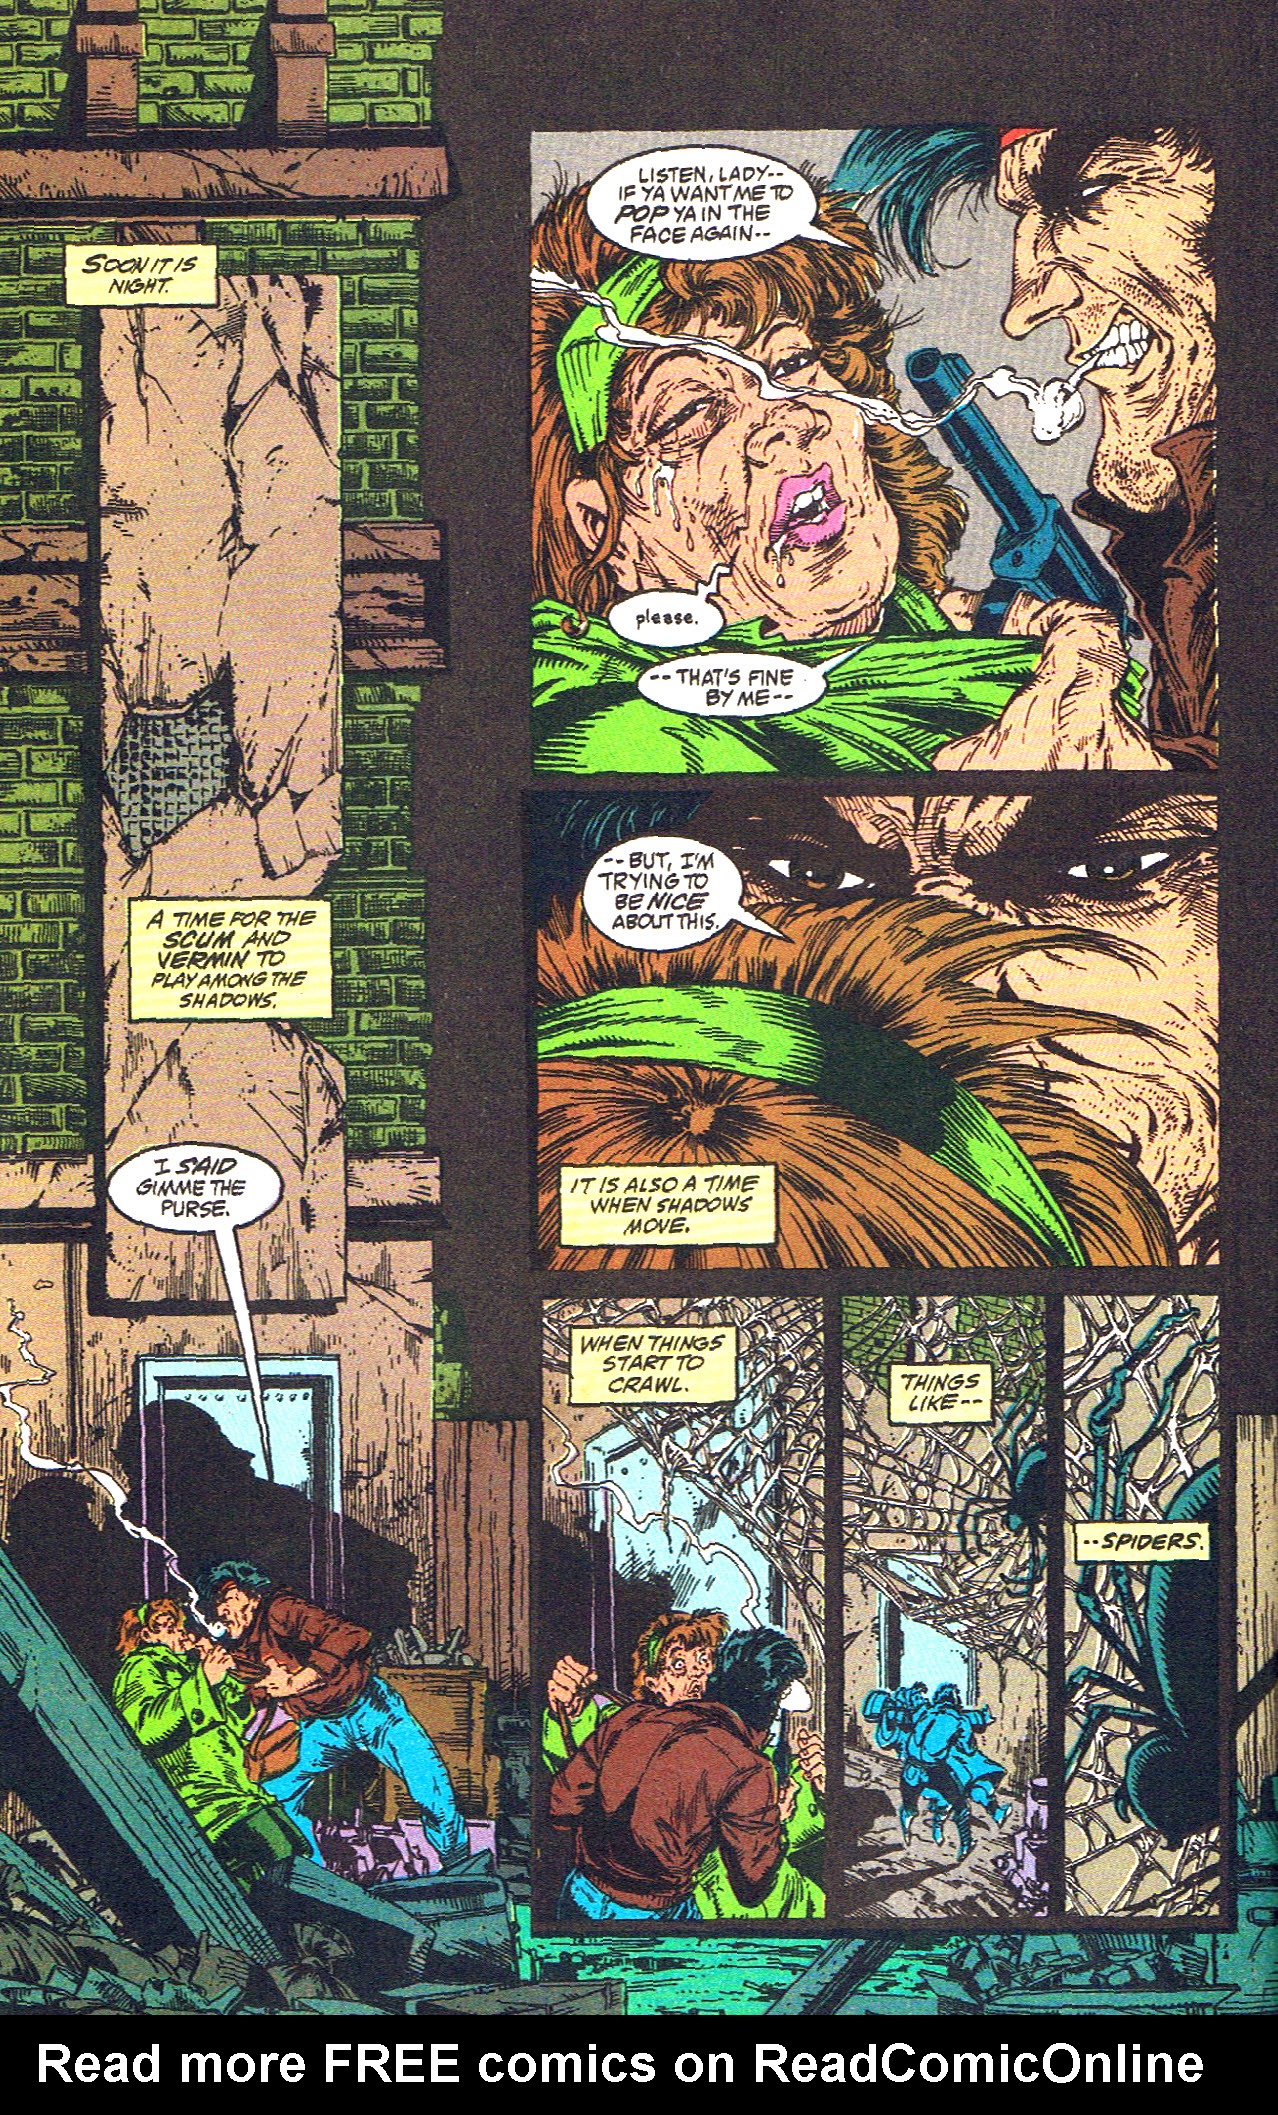 SOON IT IS
NIGHT.
A TIME FOR THE
SCUM AND
VERMIN TO
PLAY AMONG THE
SHADOWS.
I SAID
GIMME THE
PURSE.
LISTEN, LADY--
IF YA WANT ME TO
POP YA IN THE
FACE AGAIN--
please.
-- THAT'S FINE
BY ME --
-- BUT, I'M
TRYING TO
BE NICE
ABOUT THIS.
IT IS ALSO A TIME
WHEN SHADOWS
MOVE.
WHEN THINGS
START TO
CRAWL.
THINGS
LIKE--
--SPIDERS.
Read more FREE comics on ReadComicOnline